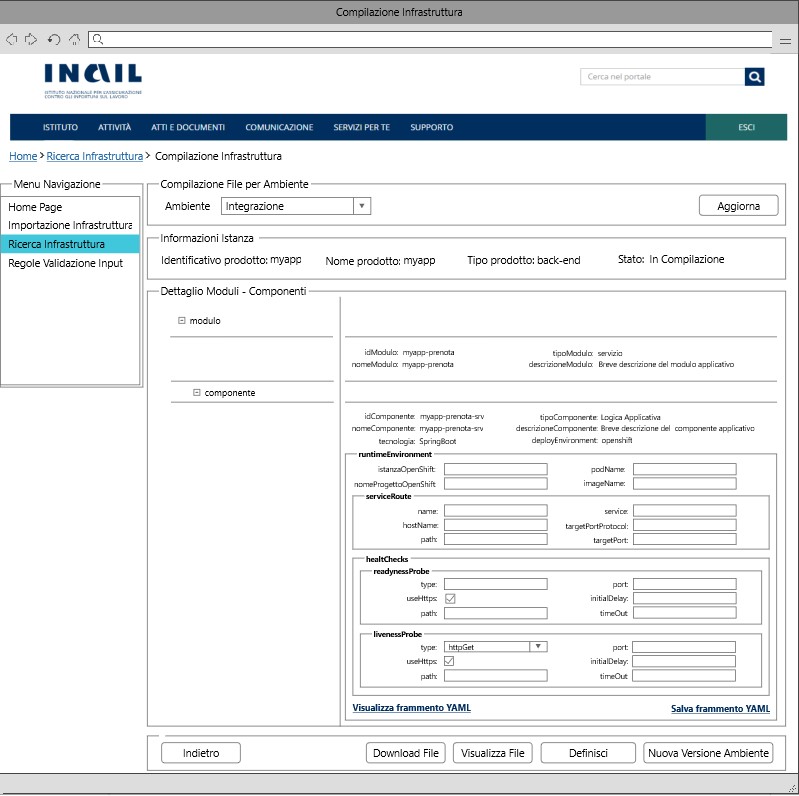 Compilazione Infrastruttura
INAIL
ISTITUTO NAZIONALE PER L'ASSICURAZIONE
CONTRO GLI INFORTUNI SUL LAVORO
Cerca nel portale
ISTITUTO ATTIVITÀ ATTI E DOCUMENTI COMUNICAZIONE SERVIZI PER TE SUPPORTO ESCI
Home > Ricerca Infrastruttura > Compilazione Infrastruttura
Menu Navigazione
Home Page
Importazione Infrastruttura
Ricerca Infrastruttura
Regole Validazione Input
Compilazione File per Ambiente
Ambiente Integrazione Aggiorna
Informazioni Istanza
Identificativo prodotto: myapp Nome prodotto: myapp Tipo prodotto: back-end Stato: In Compilazione
Dettaglio Moduli - Componenti
modulo
idModulo: myapp-prenota tipoModulo: servizio
nomeModulo: myapp-prenota descrizioneModulo: Breve descrizione del modulo applicativo
componente
idComponente: myapp-prenota-srv tipoComponente: Logica Applicativa
nomeComponente: myapp-prenota-srv descrizioneComponente: Breve descrizione del componente applicativo
tecnologia: SpringBoot deployEnvironment: openshift
runtimeEnvironment
istanzaOpenShift: podName:
nomeProgettoOpenShift imageName:
serviceRoute
name: service:
hostName: targetPortProtocol:
path: targetPort:
healtChecks
readynessProbe
type: port:
useHttps: initialDelay:
path: timeOut
livenessProbe
type: httpGet port:
useHttps: initialDelay:
path: timeOut
Visualizza frammento YAML Salva frammento YAML
Indietro Download File Visualizza File Definisci Nuova Versione Ambiente